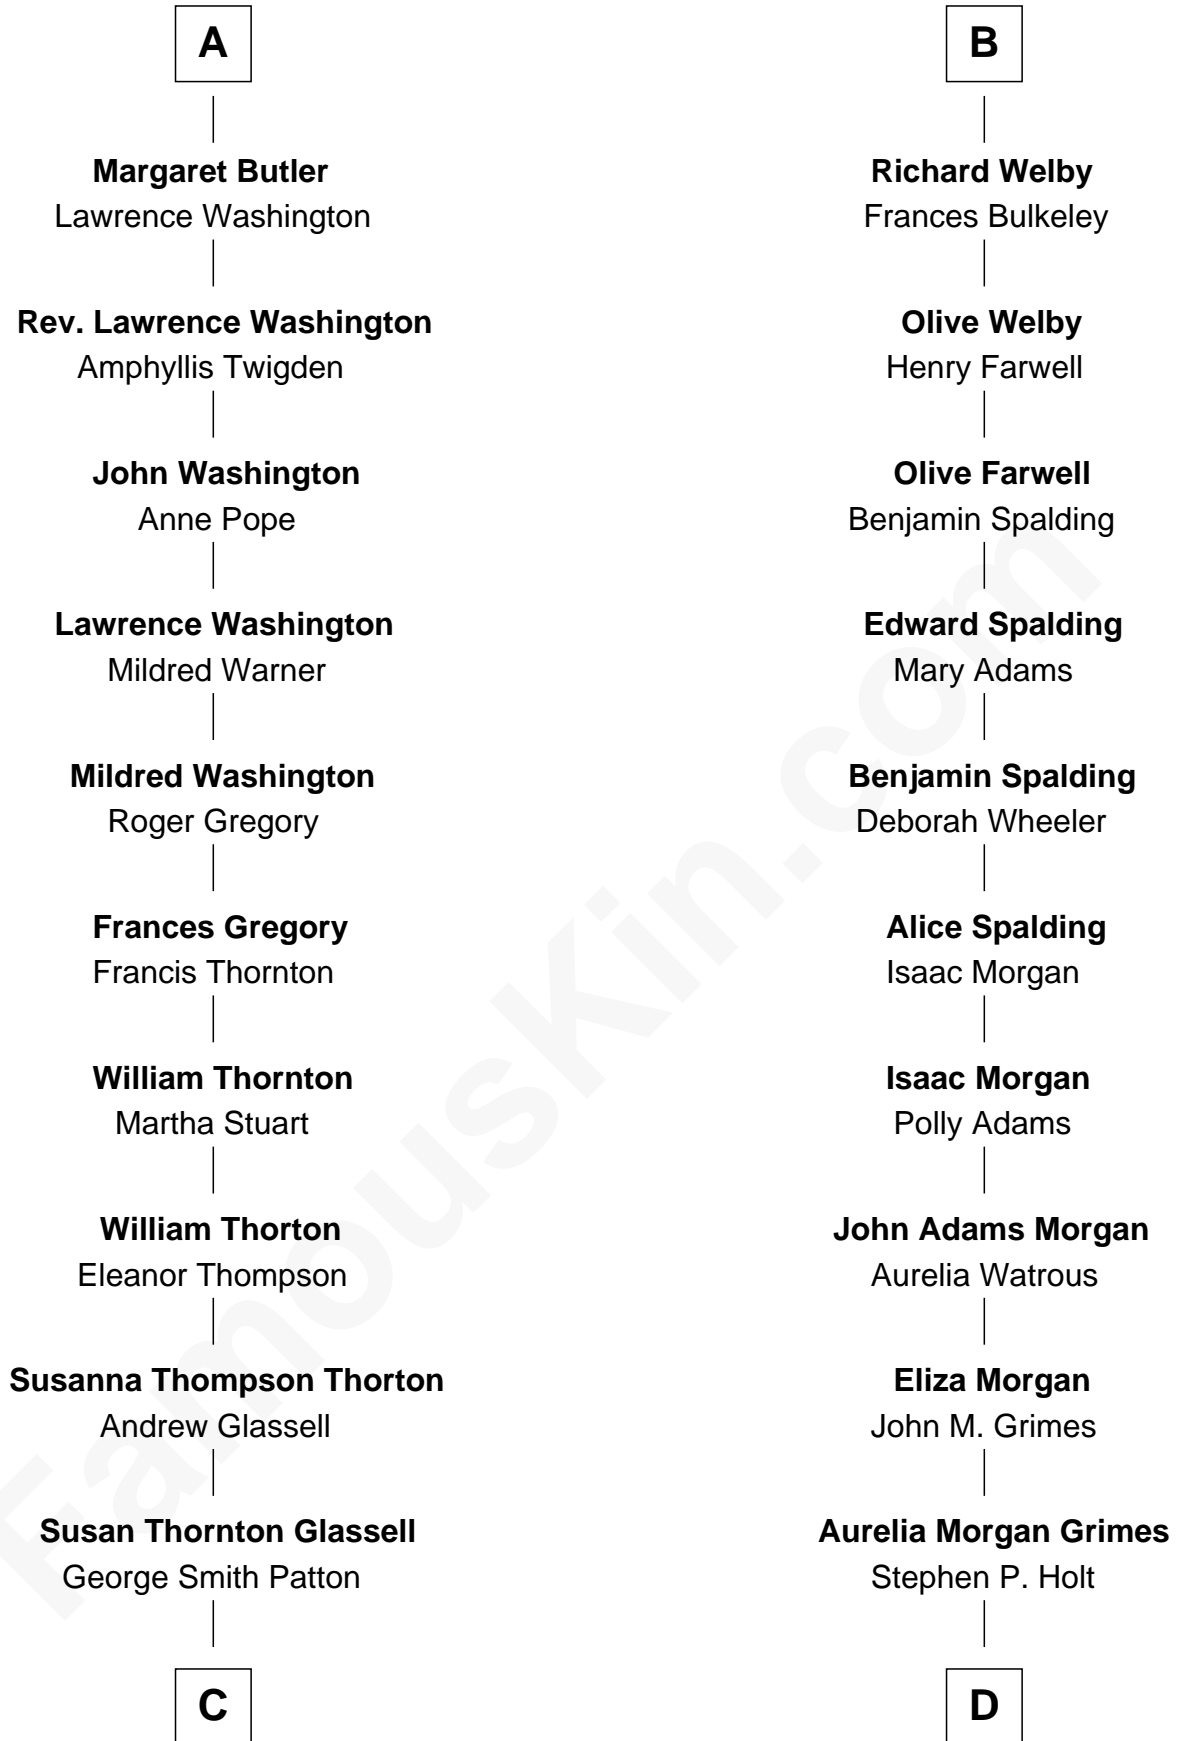 A
Margaret Butler
Lawrence Washington
Rev. Lawrence Washington
Amphyllis Twigden
John Washington
Anne Pope
Lawrence Washington
Mildred Warner
Mildred Washington
Roger Gregory
Frances Gregory
Francis Thornton
William Thornton
Martha Stuart
William Thorton
Eleanor Thompson
Susanna Thompson Thorton
Andrew Glassell
Susan Thornton Glassell
George Smith Patton
C
B
Richard Welby
Frances Bulkeley
Olive Welby
Henry Farwell
Olive Farwell
Benjamin Spalding
Edward Spalding
Mary Adams
Benjamin Spalding
Deborah Wheeler
Alice Spalding
Isaac Morgan
Isaac Morgan
Polly Adams
John Adams Morgan
Aurelia Watrous
Eliza Morgan
John M. Grimes
Aurelia Morgan Grimes
Stephen P. Holt
D
FamousKin.com